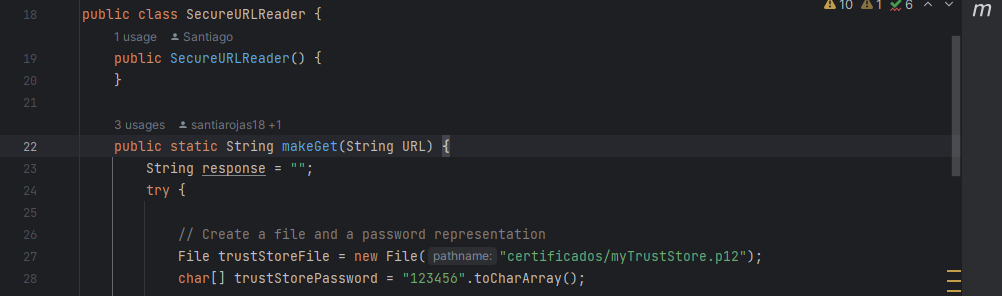 10 1 6 m
18 public class SecureURLReader {
1 usage Santiago
19 public SecureURLReader() {
20 }
21
3 usages santiarojas18 +1
22 public static String makeGet(String URL) {
23 String response = "";
24 try {
25
26 // Create a file and a password representation
27 File trustStoreFile = new File( pathname: "certificados/myTrustStore.p12");
28 char[] trustStorePassword = "123456".toCharArray();